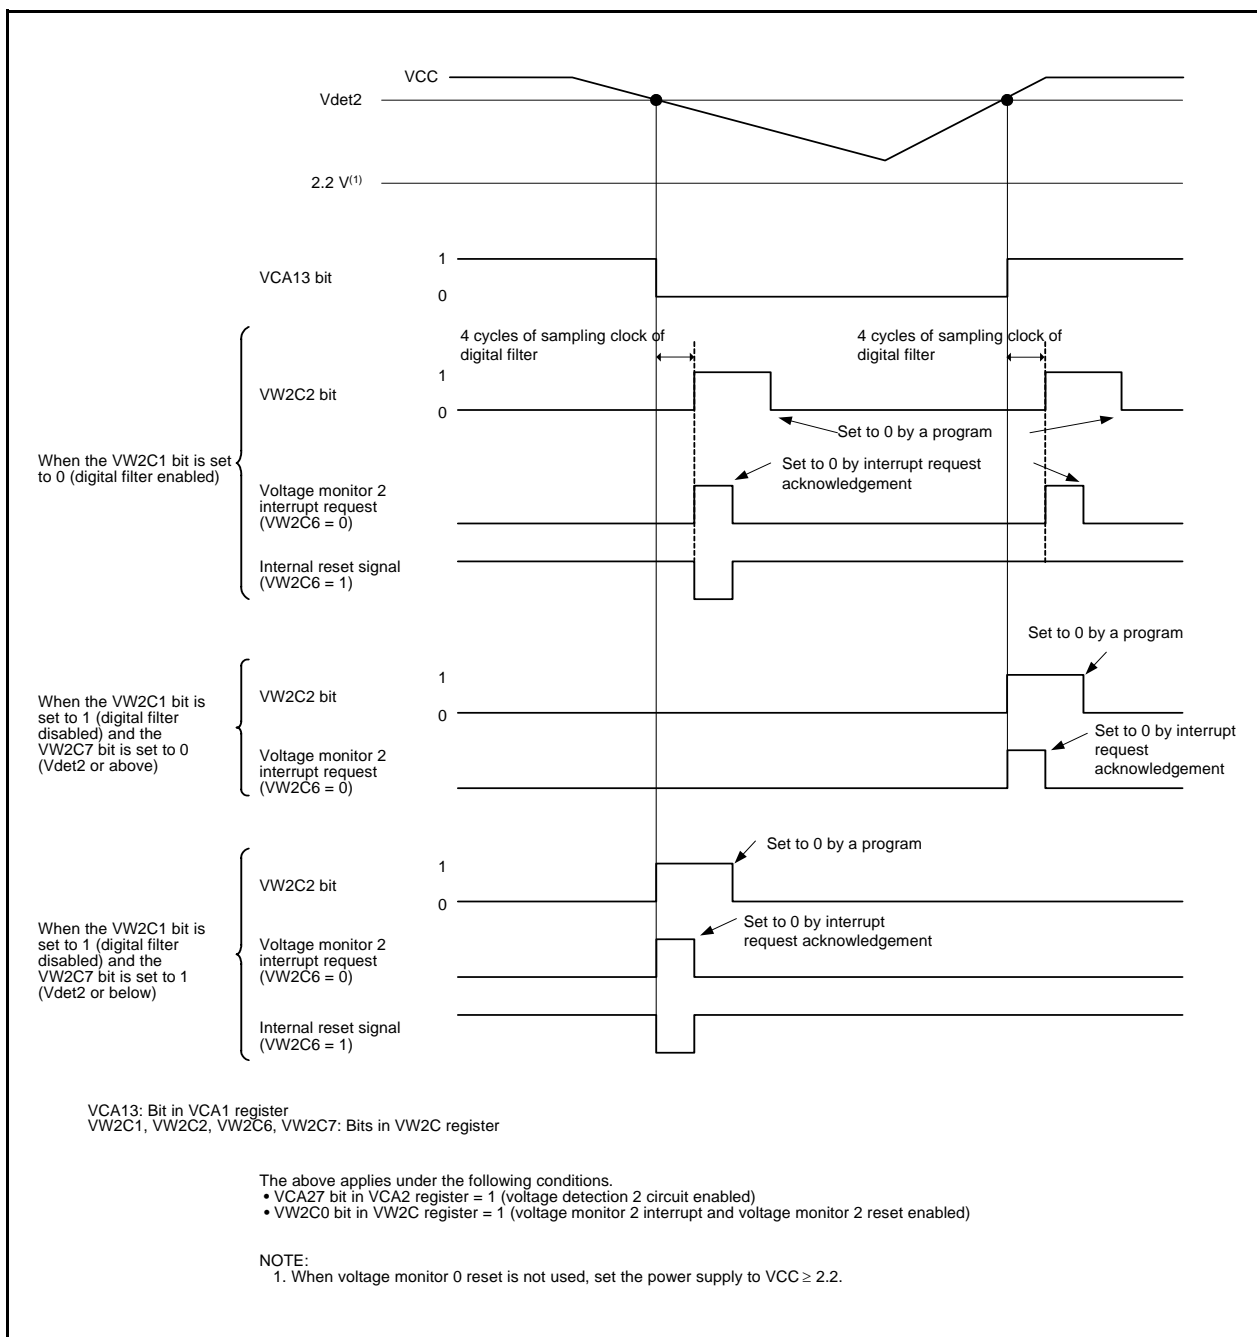 VCC
Vdet2
2.2 V(1)
1
VCA13 bit
0
4 cycles of sampling clock of
digital filter
4 cycles of sampling clock of
digital filter
1
VW2C2 bit
0
Set to 0 by a program
When the VW2C1 bit is set
to 0 (digital filter enabled)
Set to 0 by interrupt request
acknowledgement
Voltage monitor 2
interrupt request
(VW2C6 = 0)
Internal reset signal
(VW2C6 = 1)
Set to 0 by a program
1
VW2C2 bit
0
When the VW2C1 bit is
set to 1 (digital filter
disabled) and the
VW2C7 bit is set to 0
(Vdet2 or above)
Set to 0 by interrupt
request
acknowledgement
Voltage monitor 2
interrupt request
(VW2C6 = 0)
Set to 0 by a program
1
VW2C2 bit
0
When the VW2C1 bit is
set to 1 (digital filter
disabled) and the
VW2C7 bit is set to 1
(Vdet2 or below)
Set to 0 by interrupt
request acknowledgement
Voltage monitor 2
interrupt request
(VW2C6 = 0)
Internal reset signal
(VW2C6 = 1)
VCA13: Bit in VCA1 register
VW2C1, VW2C2, VW2C6, VW2C7: Bits in VW2C register
The above applies under the following conditions.
• VCA27 bit in VCA2 register = 1 (voltage detection 2 circuit enabled)
• VW2C0 bit in VW2C register = 1 (voltage monitor 2 interrupt and voltage monitor 2 reset enabled)
NOTE:
1. When voltage monitor 0 reset is not used, set the power supply to VCC ≥ 2.2.